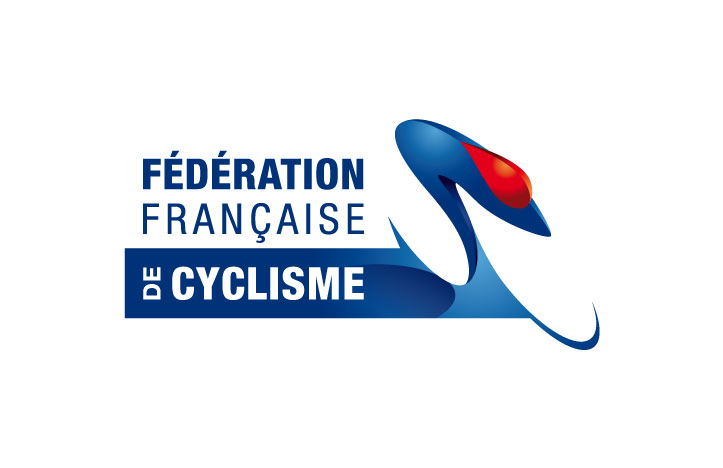 FÉDÉRATION
FRANÇAISE
DE CYCLISME